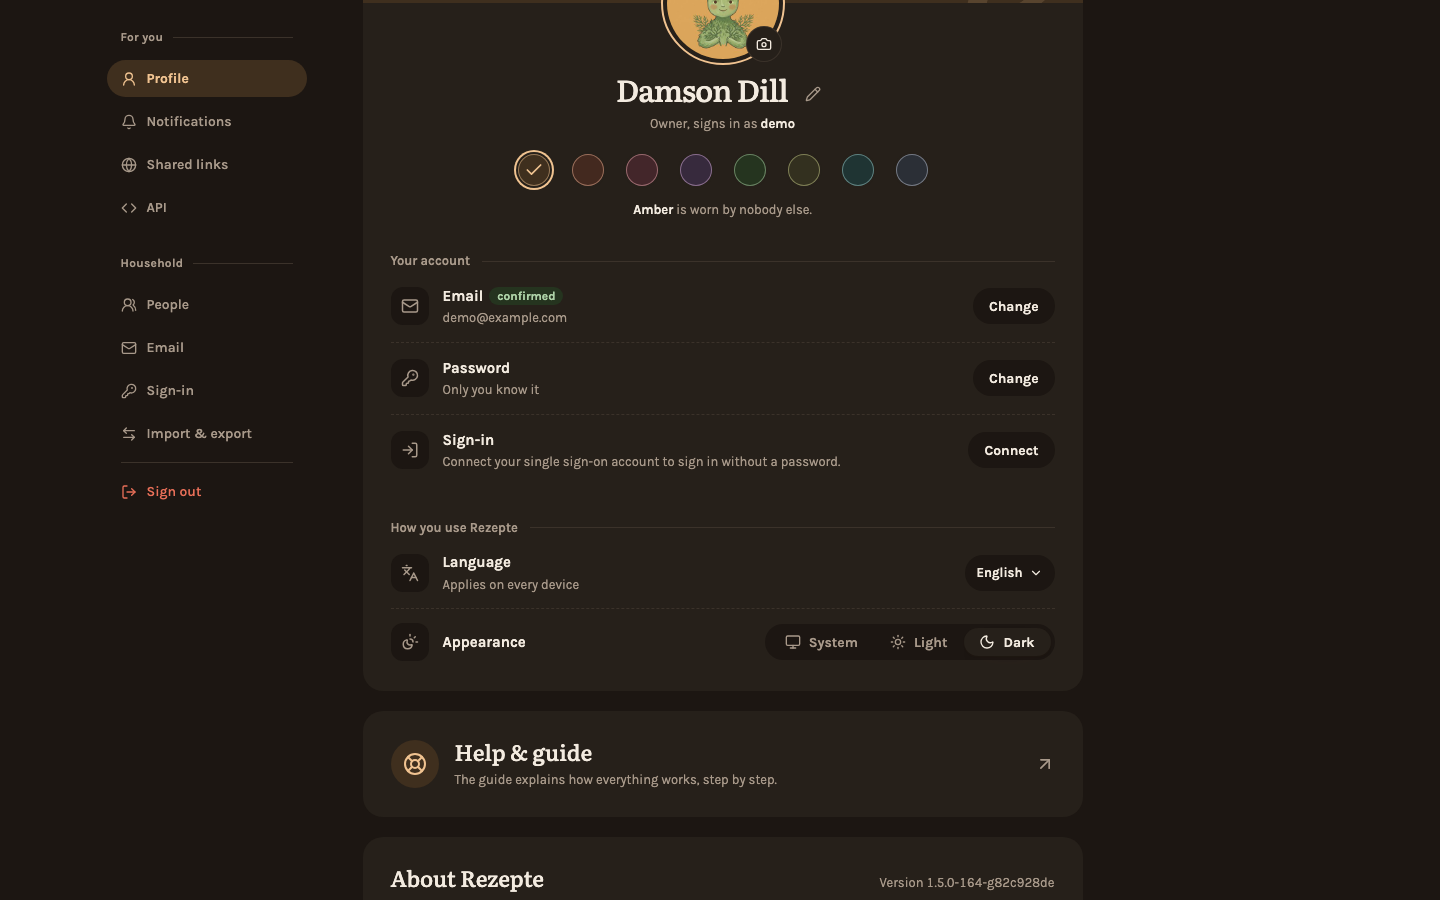 For you
Profile
Notifications
Shared links
API
Household
People
Email
Sign-in
Import & export
Sign out
Damson Dill
Owner, signs in as demo
Amber is worn by nobody else.
Your account
Email confirmed
demo@example.com
Change
Password
Only you know it
Change
Sign-in
Connect your single sign-on account to sign in without a password.
Connect
How you use Rezepte
Language
Applies on every device
English
Appearance
System Light Dark
Help & guide
The guide explains how everything works, step by step.
About Rezepte
Version 1.5.0-164-g82c928de